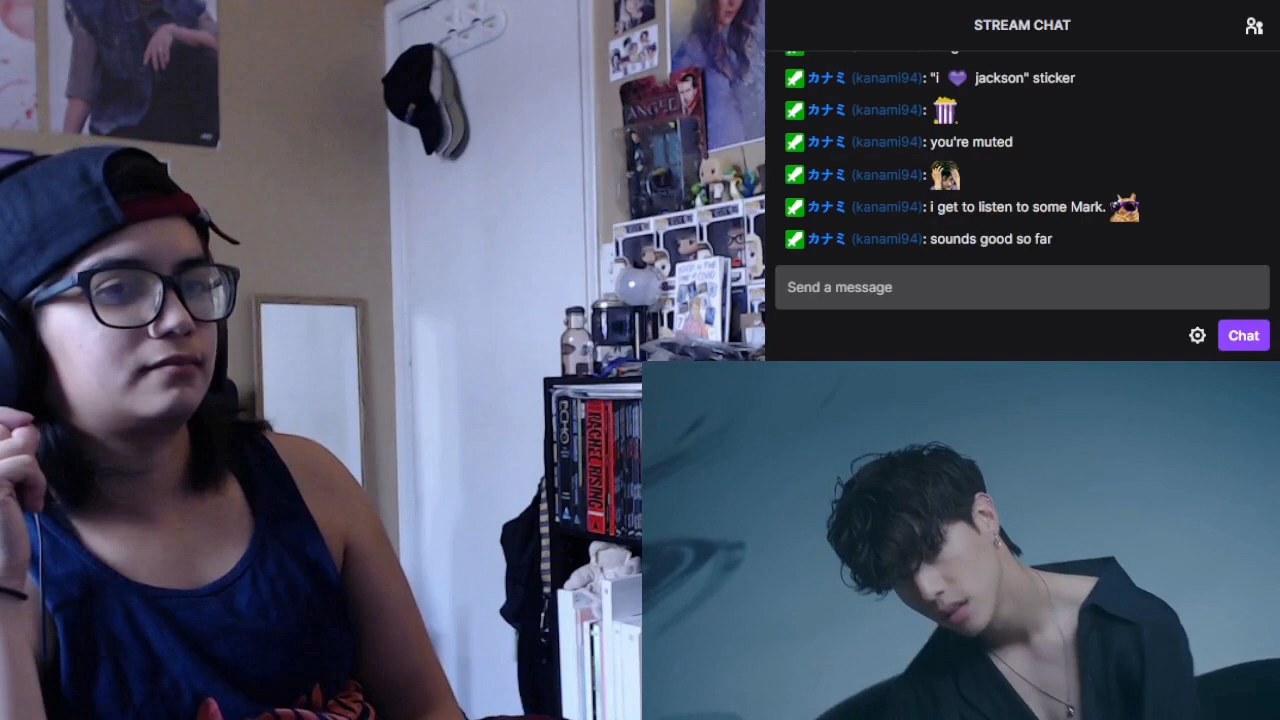 STREAM CHAT
カナミ (kanami94): "i 💜 jackson" sticker
カナミ (kanami94): 🍿
カナミ (kanami94): you're muted
カナミ (kanami94):
カナミ (kanami94): i get to listen to some Mark.
カナミ (kanami94): sounds good so far
Send a message
Chat
ANGEL
ECHO
RACHEL RISING